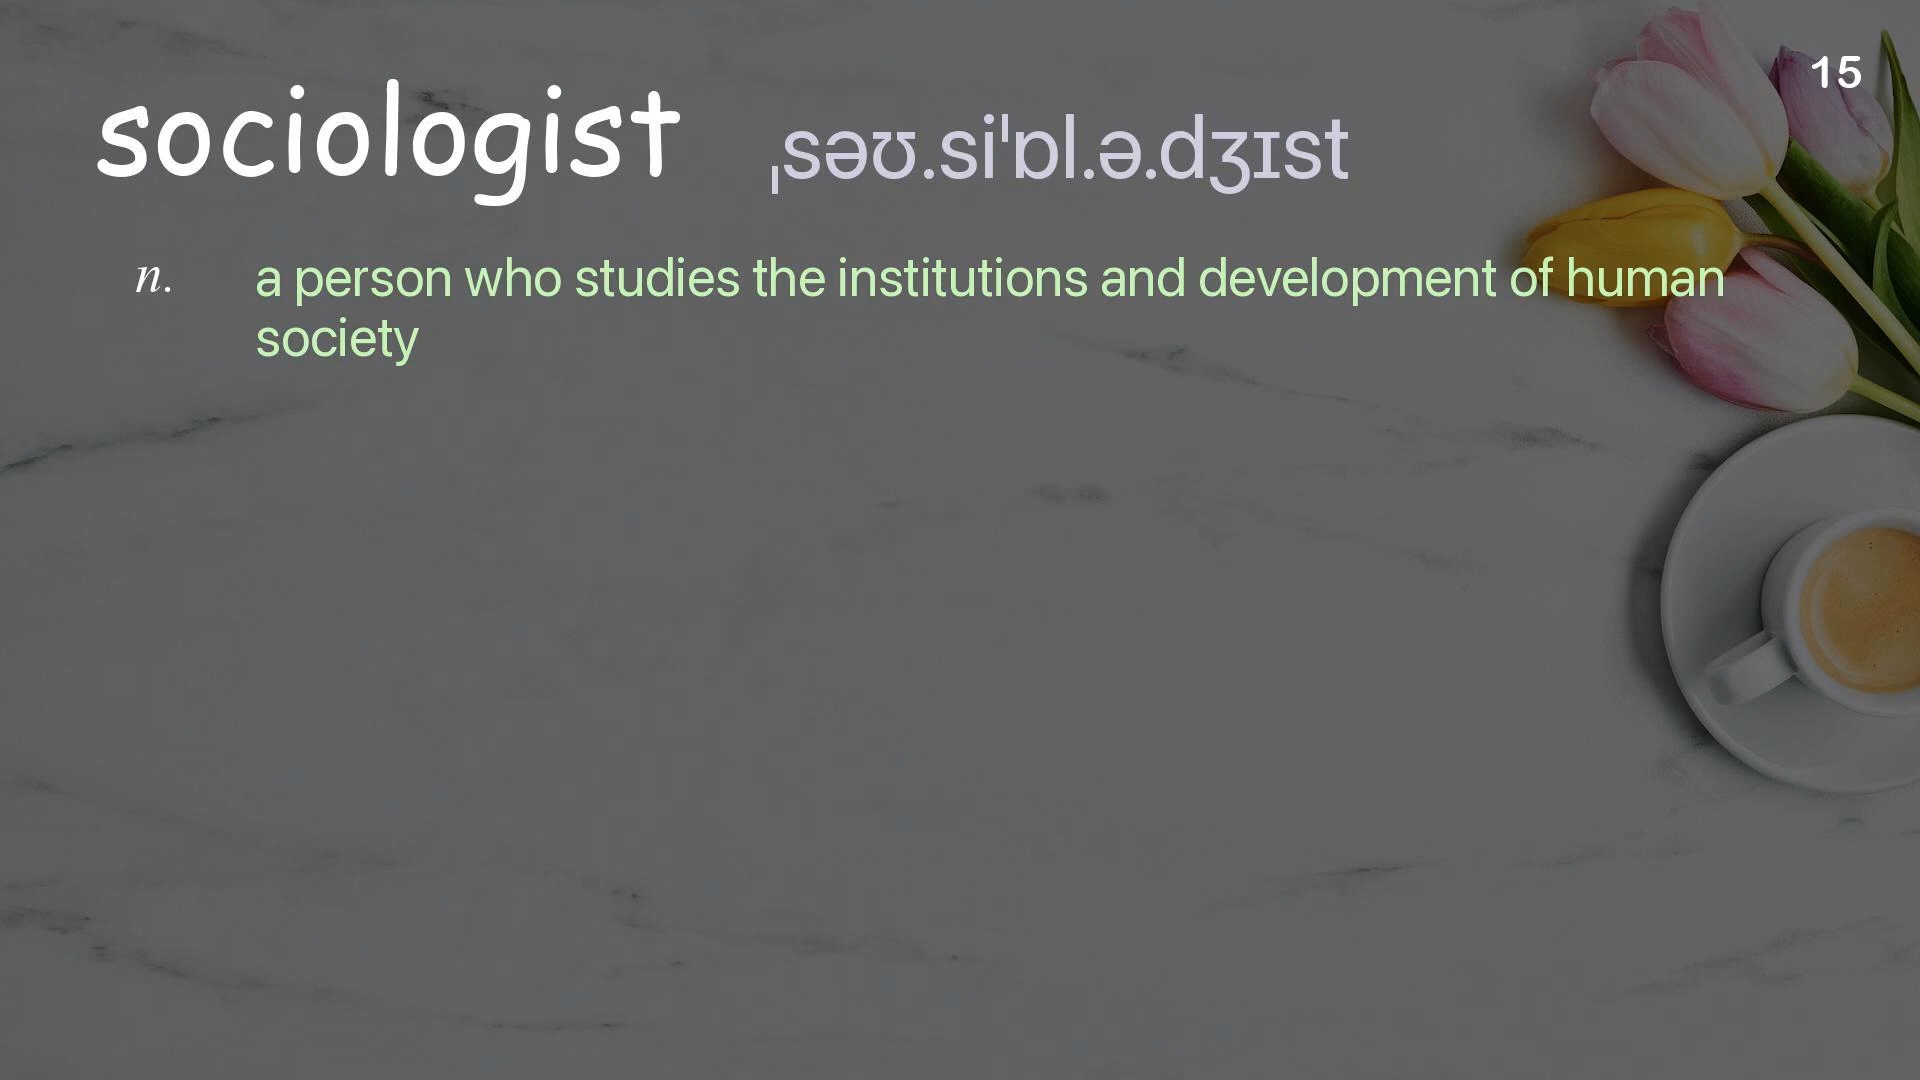 15
sociologist ˌsəʊ.siˈɒl.ə.dʒɪst
n. a person who studies the institutions and development of human
society